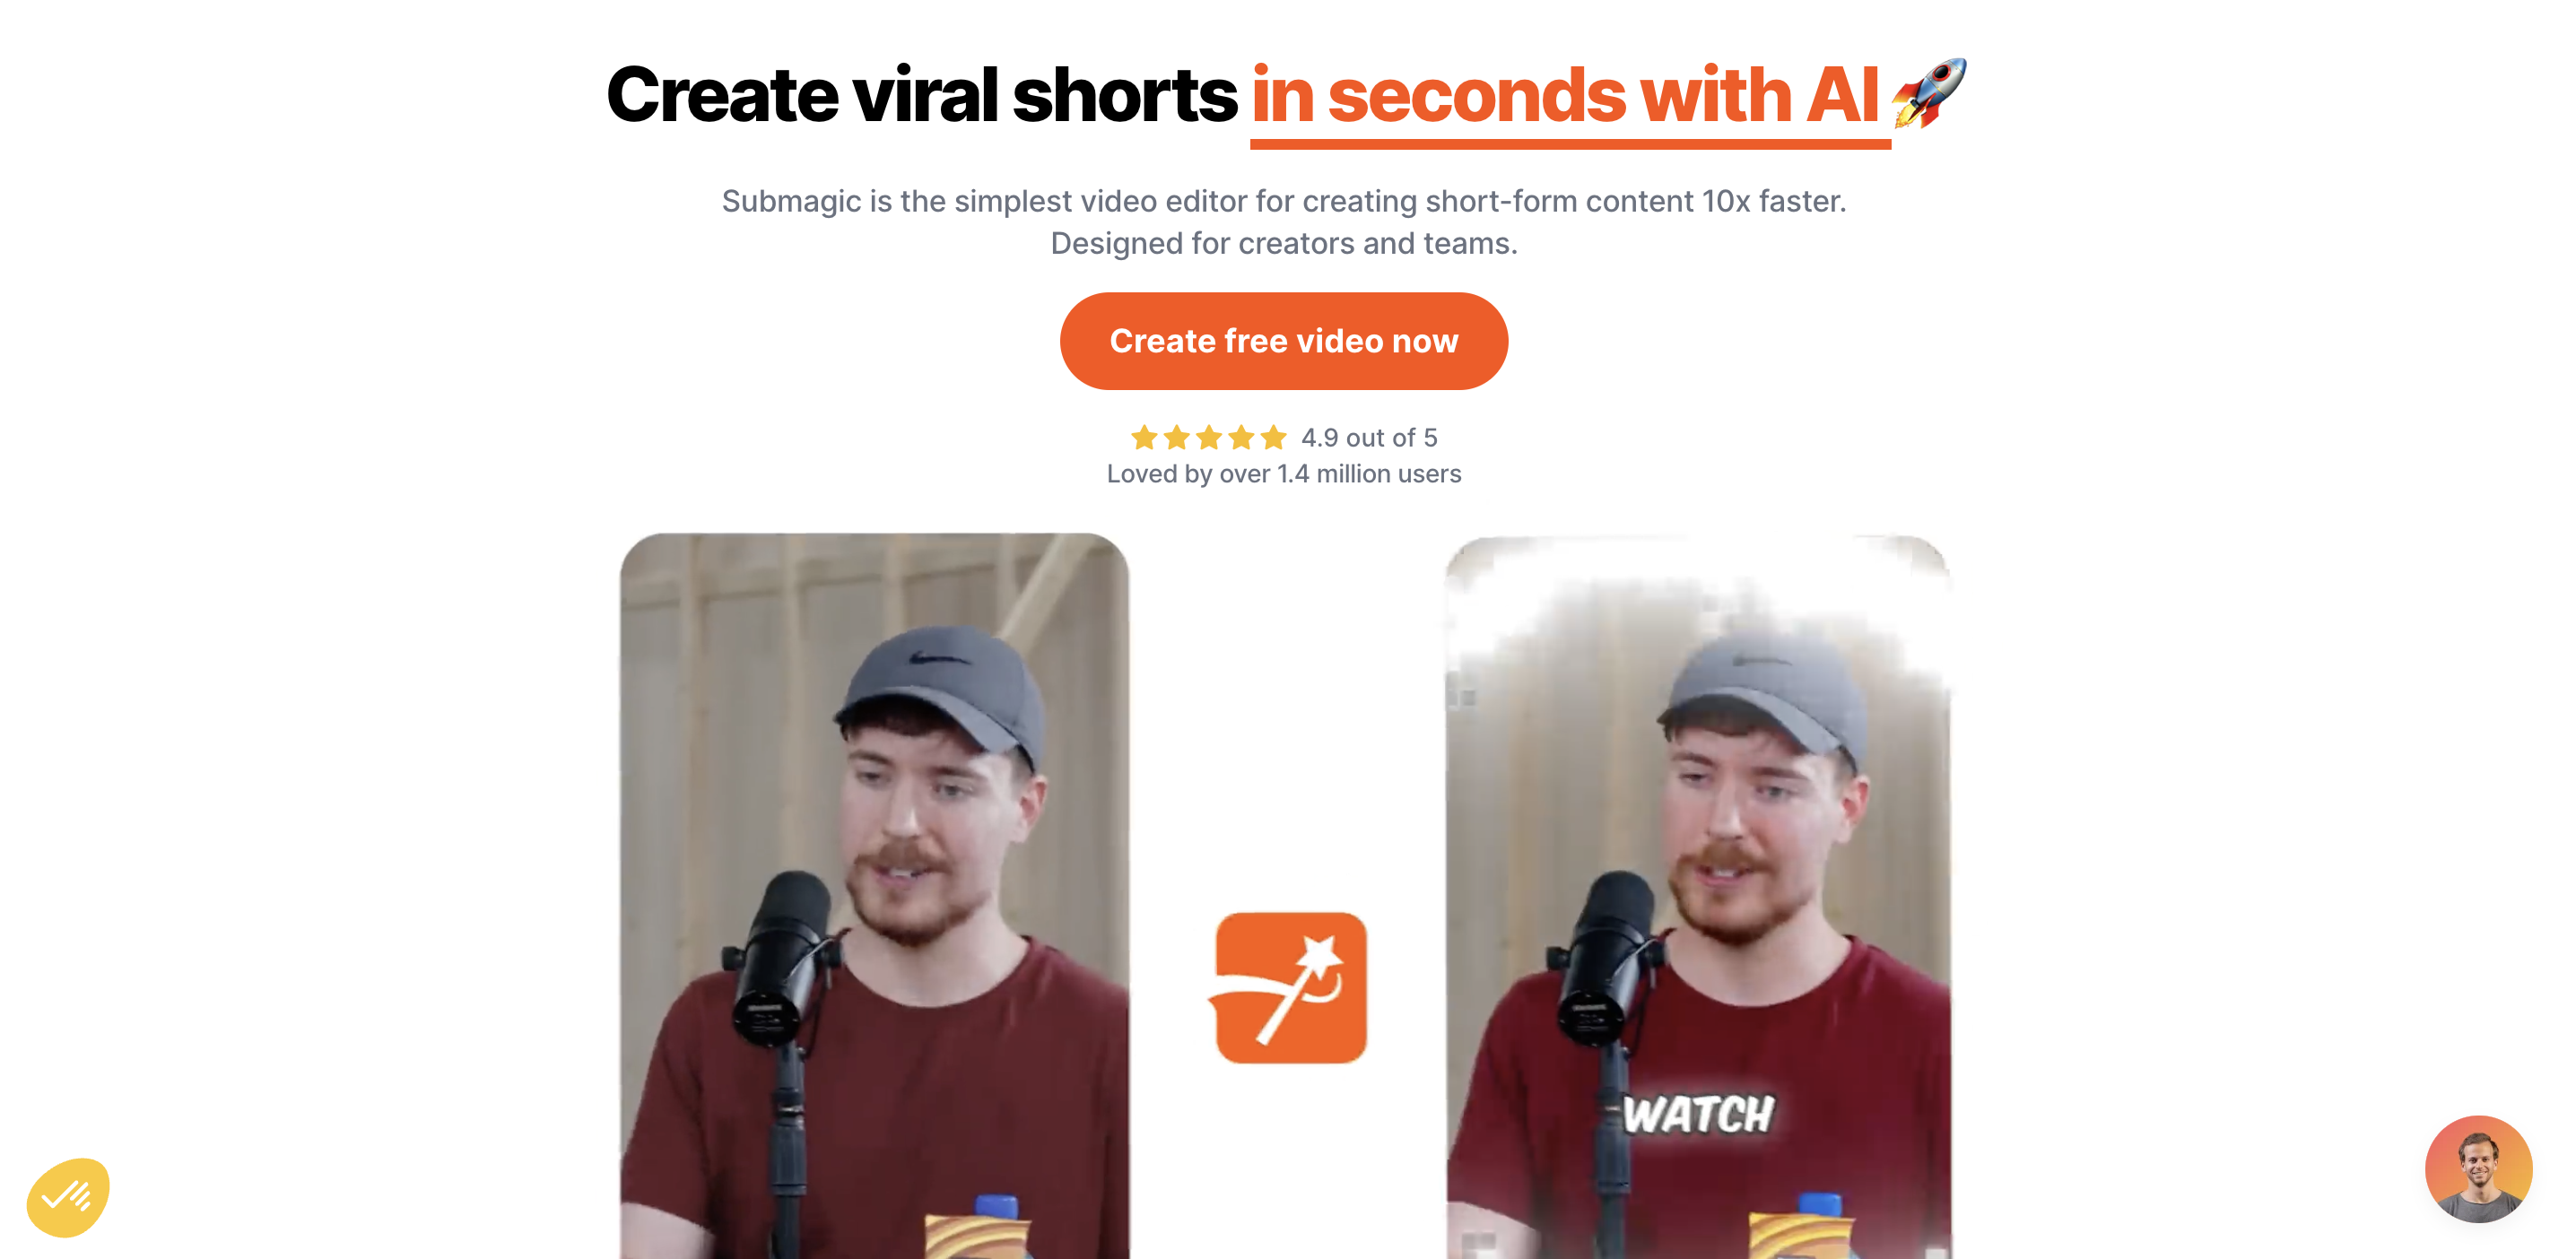 Create viral shorts in seconds with AI 🚀
Submagic is the simplest video editor for creating short-form content 10x faster.
Designed for creators and teams.
Create free video now
4.9 out of 5
Loved by over 1.4 million users
WATCH